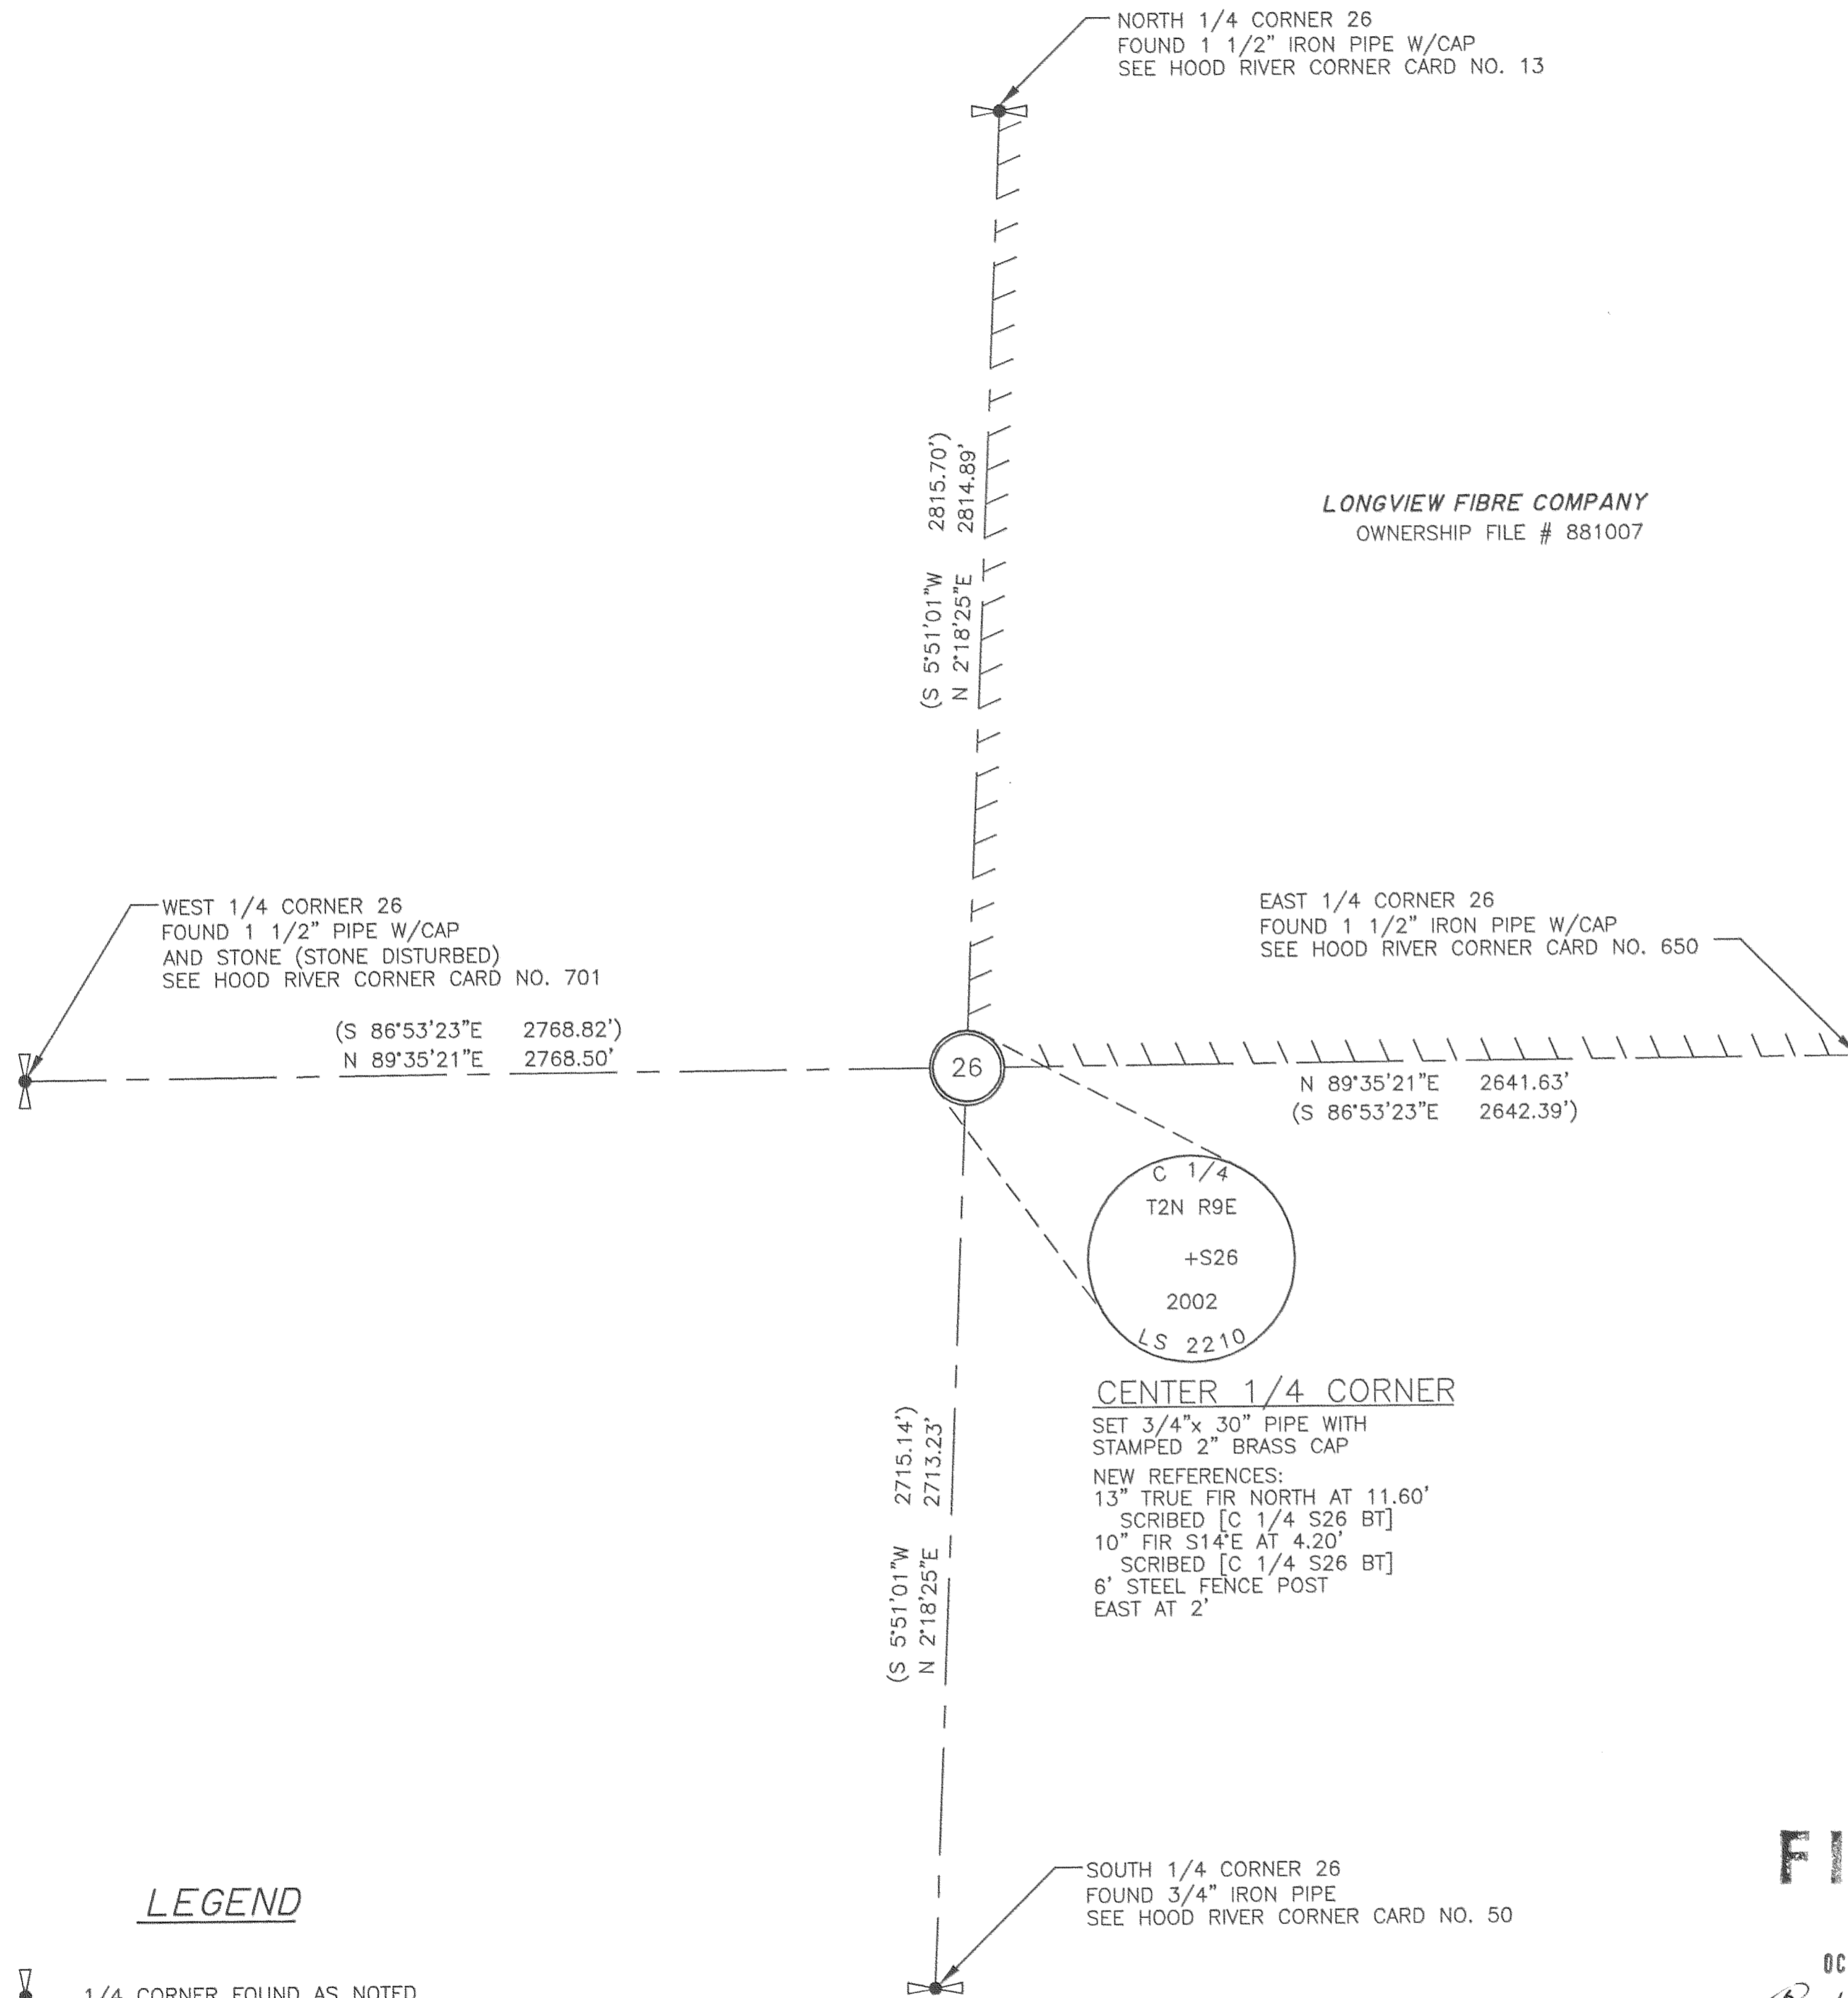 NORTH 1/4 CORNER 26
FOUND 1 1/2" IRON PIPE W/CAP
SEE HOOD RIVER CORNER CARD NO. 13
(S 5°51'01"W 2815.70')
N 2°18'25"E 2814.89'
LONGVIEW FIBRE COMPANY
OWNERSHIP FILE # 881007
WEST 1/4 CORNER 26
FOUND 1 1/2" PIPE W/CAP
AND STONE (STONE DISTURBED)
SEE HOOD RIVER CORNER CARD NO. 701
(S 86°53'23"E 2768.82')
N 89°35'21"E 2768.50'
EAST 1/4 CORNER 26
FOUND 1 1/2" IRON PIPE W/CAP
SEE HOOD RIVER CORNER CARD NO. 650
26
N 89°35'21"E 2641.63'
(S 86°53'23"E 2642.39')
C 1/4
T2N R9E
+S26
2002
LS 2210
CENTER 1/4 CORNER
SET 3/4"x 30" PIPE WITH
STAMPED 2" BRASS CAP
NEW REFERENCES:
13" TRUE FIR NORTH AT 11.60'
SCRIBED [C 1/4 S26 BT]
10" FIR S14°E AT 4.20'
SCRIBED [C 1/4 S26 BT]
6' STEEL FENCE POST
EAST AT 2'
(S 5°51'01"W 2715.14')
N 2°18'25"E 2713.23'
SOUTH 1/4 CORNER 26
FOUND 3/4" IRON PIPE
SEE HOOD RIVER CORNER CARD NO. 50
FI
OC
LEGEND
1/4 CORNER FOUND AS NOTED